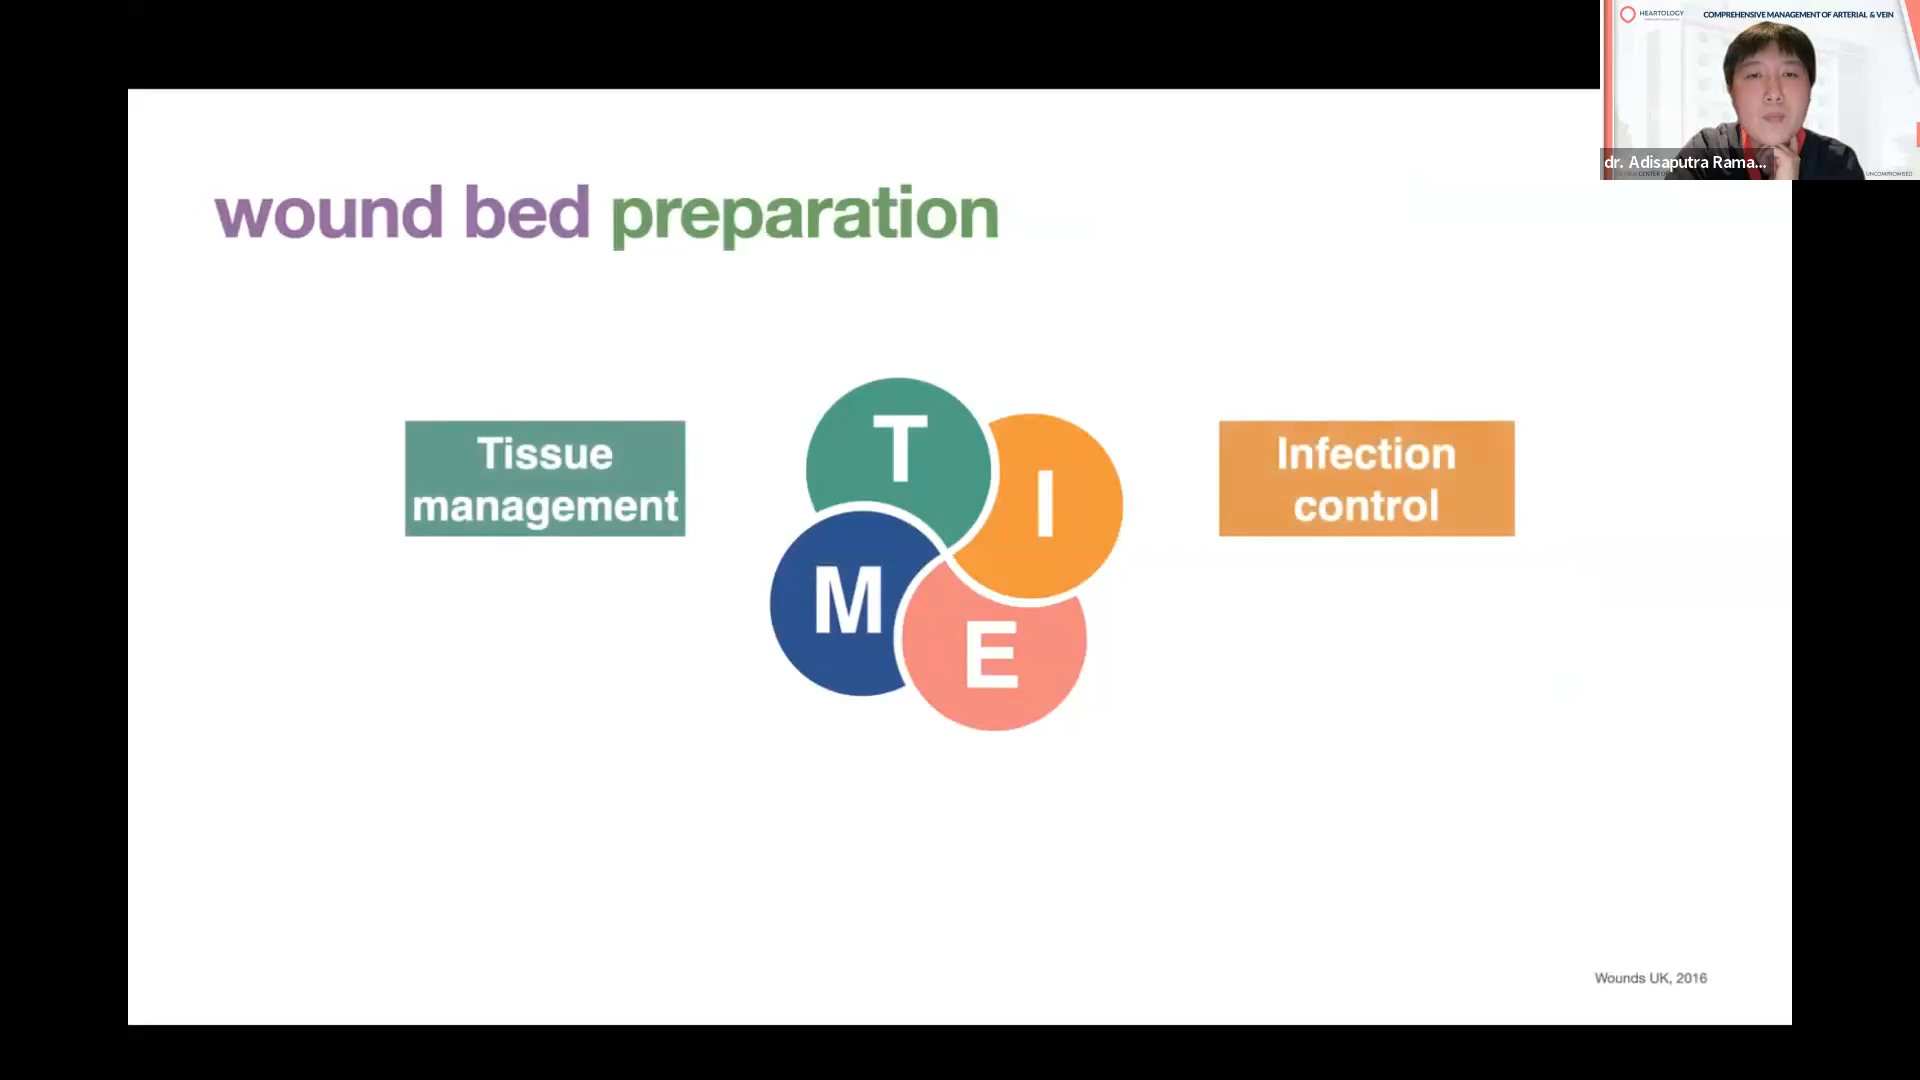 HEARTOLOGY
COMPREHENSIVE MANAGEMENT OF ARTERIAL & VEIN
dr. Adisaputra Rama...
UNCOMPROMISED
wound bed preparation
Tissue
management
T
I
M
E
Infection
control
Wounds UK, 2016